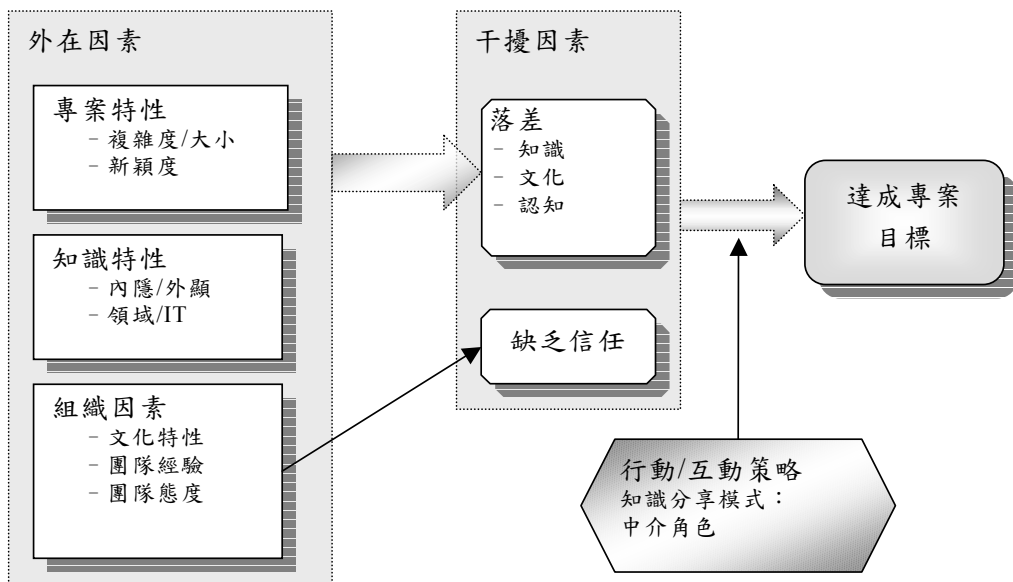 外在因素
專案特性
- 複雜度/大小
- 新穎度
知識特性
- 內隱/外顯
- 領域/IT
組織因素
- 文化特性
- 團隊經驗
- 團隊態度
干擾因素
落差
- 知識
- 文化
- 認知
缺乏信任
達成專案
目標
行動/互動策略
知識分享模式：
中介角色